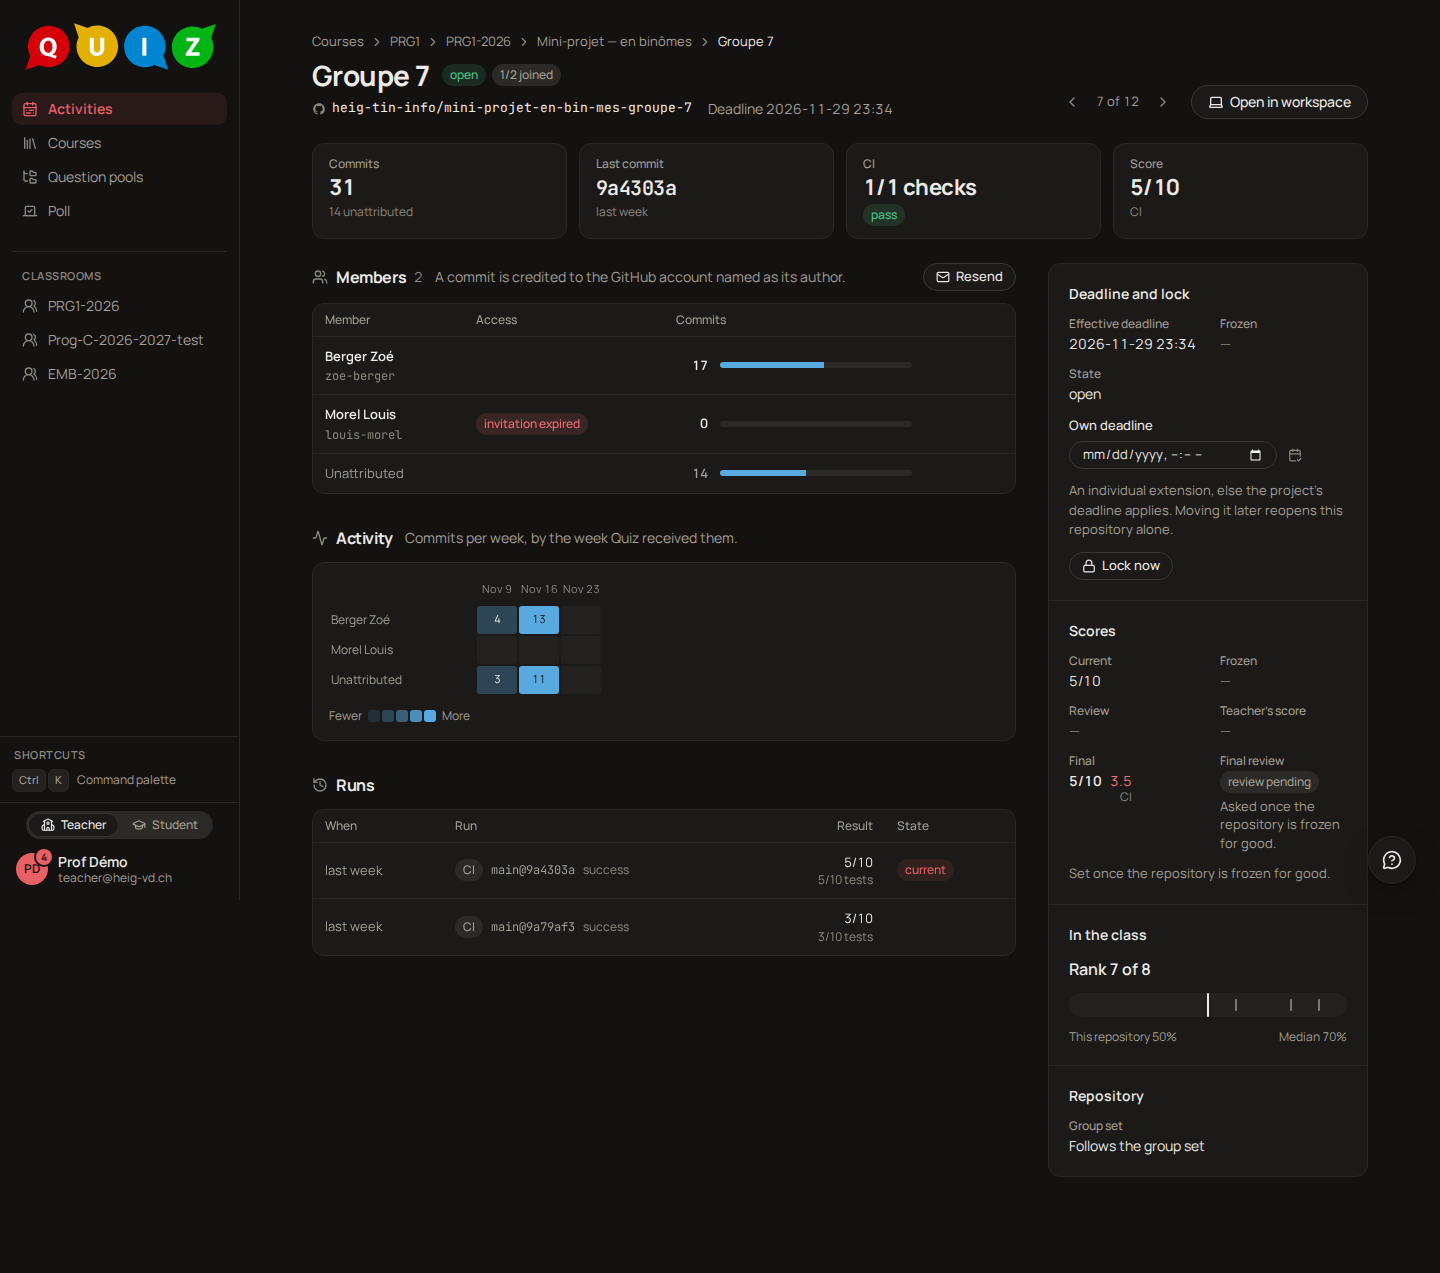 QUIZ
Activities
Courses
Question pools
Poll
CLASSROOMS
PRG1-2026
Prog-C-2026-2027-test
EMB-2026
SHORTCUTS
Ctrl K Command palette
Teacher Student
PD 4
Prof Démo
teacher@heig-vd.ch
Courses > PRG1 > PRG1-2026 > Mini-projet — en binômes > Groupe 7
Groupe 7 open 1/2 joined
heig-tin-info/mini-projet-en-bin-mes-groupe-7 Deadline 2026-11-29 23:34
7 of 12
Open in workspace
Commits
31
14 unattributed
Last commit
9a4303a
last week
CI
1/1 checks
pass
Score
5/10
CI
Members 2 A commit is credited to the GitHub account named as its author.
Resend
Member Access Commits
Berger Zoé
zoe-berger
17
Morel Louis
louis-morel
invitation expired
0
Unattributed 14
Activity Commits per week, by the week Quiz received them.
Nov 9 Nov 16 Nov 23
Berger Zoé 4 13
Morel Louis
Unattributed 3 11
Fewer More
Runs
When Run Result State
last week CI main@9a4303a success 5/10 current
5/10 tests
last week CI main@9a79af3 success 3/10
3/10 tests
Deadline and lock
Effective deadline Frozen
2026-11-29 23:34 —
State
open
Own deadline
mm/dd/yyyy, --:-- --
An individual extension, else the project's
deadline applies. Moving it later reopens this
repository alone.
Lock now
Scores
Current Frozen
5/10 —
Review Teacher's score
— —
Final Final review
5/10 3.5 review pending
CI
Asked once the
repository is frozen
for good.
Set once the repository is frozen for good.
In the class
Rank 7 of 8
This repository 50% Median 70%
Repository
Group set
Follows the group set